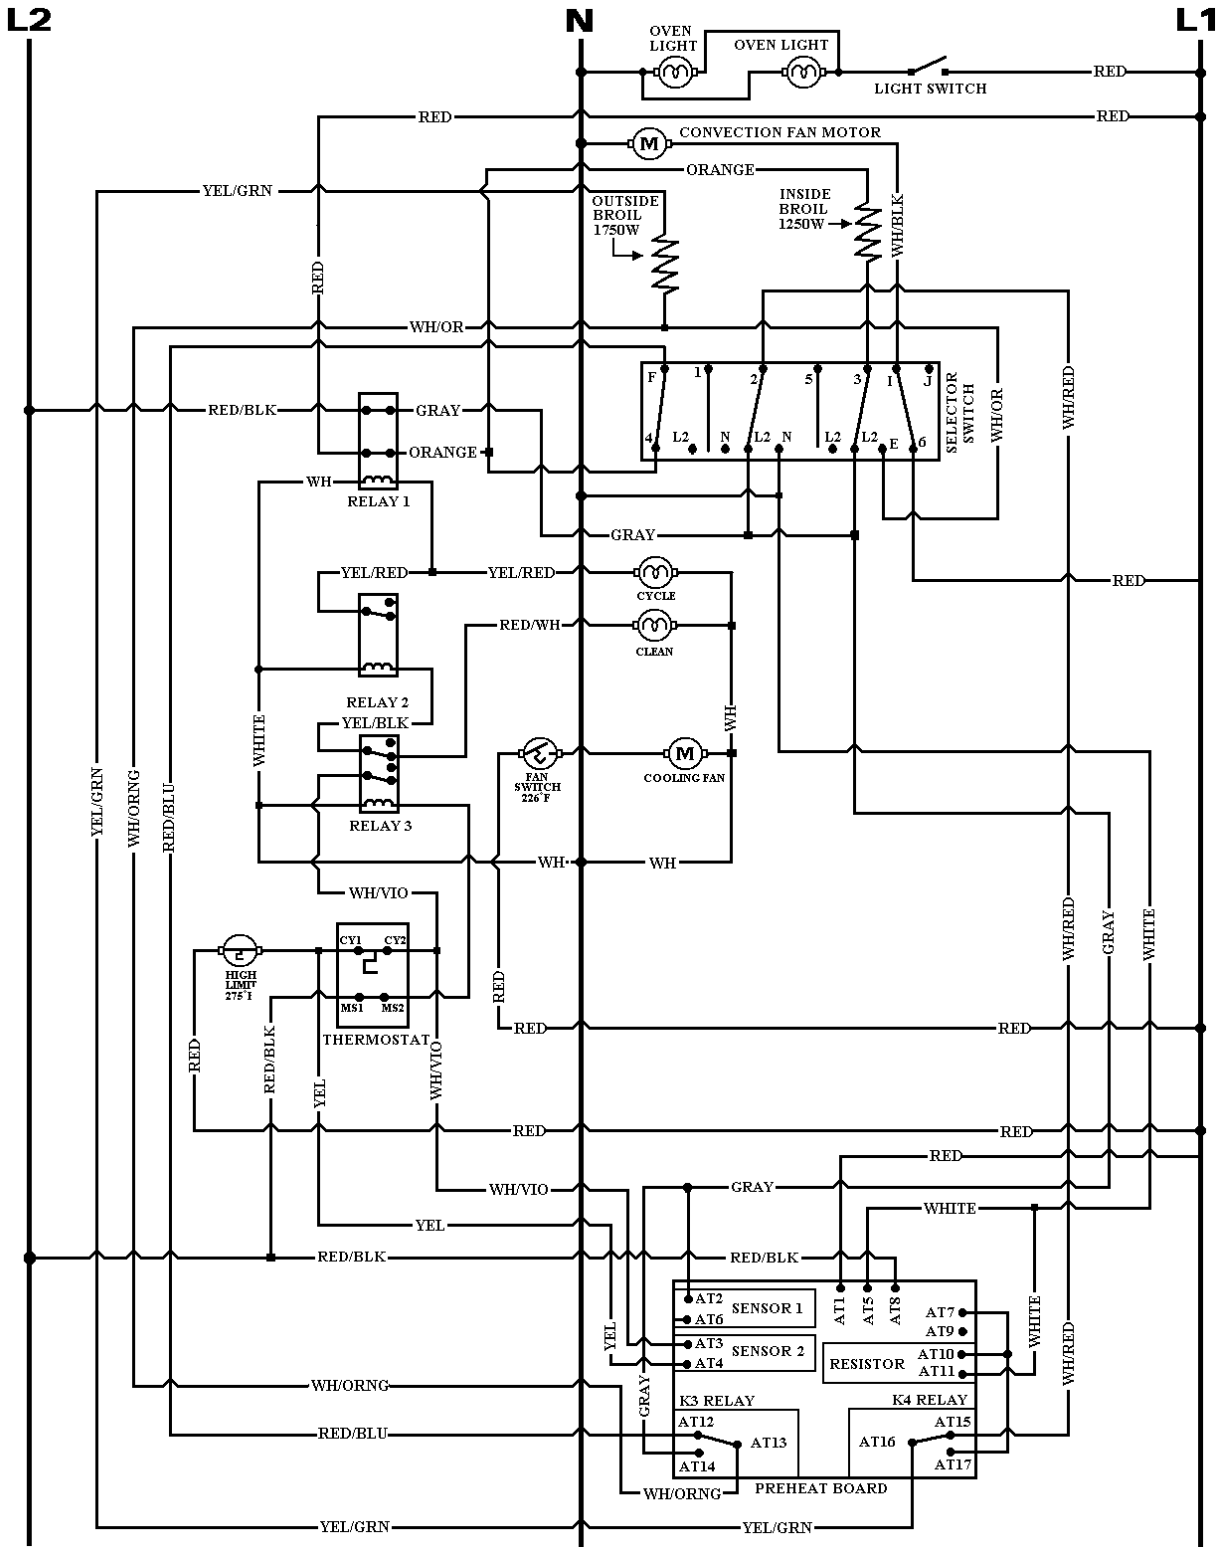 L2
N
L1
OVEN
LIGHT
OVEN LIGHT
RED
LIGHT SWITCH
RED
RED
CONVECTION FAN MOTOR
M
ORANGE
YEL/GRN
OUTSIDE
BROIL
1750W
INSIDE
BROIL
1250W
WH/BLK
RED
WH/OR
F
1
2
5
3
I
J
SELECTOR
SWITCH
WH/OR
WH/RED
RED/BLK
GRAY
4
L2
N
L2
N
L2
L2
E
6
ORANGE
WH
RELAY 1
GRAY
YEL/RED
YEL/RED
CYCLE
RED
RED/WH
CLEAN
RELAY 2
YEL/BLK
WHITE
WH
M
FAN
SWITCH
226°F
COOLING FAN
YEL/GRN
WH/ORNG
RED/BLU
RELAY 3
WH
WH
WH/VIO
WH/RED
GRAY
WHITE
CY1
CY2
HIGH
LIMIT
275°F
MS1
MS2
RED
RED
RED
THERMOSTAT
RED
RED/BLK
YEL
WH/VIO
RED
RED
RED
WH/VIO
GRAY
WHITE
YEL
RED/BLK
RED/BLK
AT2
SENSOR 1
AT6
AT1
AT5
AT8
AT7
AT9
WHITE
YEL
AT3
SENSOR 2
AT4
RESISTOR
AT10
AT11
WH/RED
WH/ORNG
GRAY
K3 RELAY
K4 RELAY
RED/BLU
AT12
AT13
AT14
AT16
AT15
AT17
WH/ORNG
PREHEAT BOARD
YEL/GRN
YEL/GRN